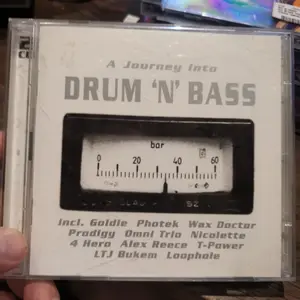 A Journey into
DRUM 'N' BASS
bar
0 20 40 60
incl. Goldie Photek Wax Doctor
Prodigy Omni Trio Nicolette
4 Hero Alex Reece T-Power
LTJ Bukem Loophole